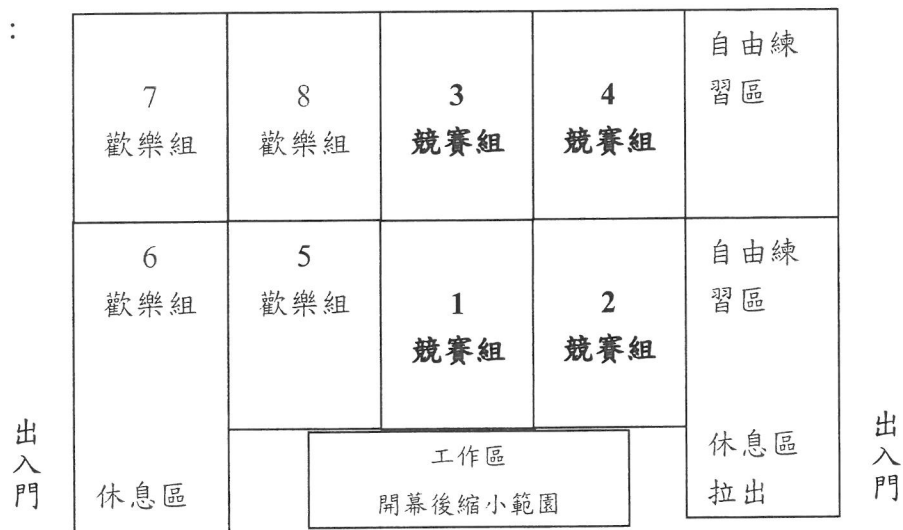 :
7
歡樂組
8
歡樂組
3
競賽組
4
競賽組
自由練
習區
6
歡樂組
5
歡樂組
1
競賽組
2
競賽組
自由練
習區
出入門
休息區
工作區
開幕後縮小範圍
休息區
拉出
出入門